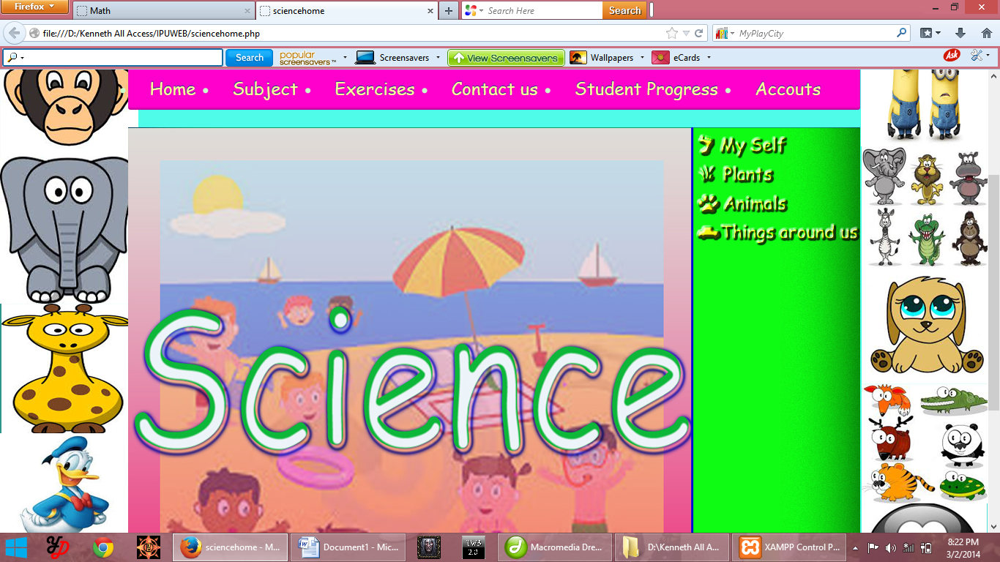 Firefox
Math
sciencehome
Search Here
Search
file:///D:/Kenneth All Access/IPUWEB/sciencehome.php
MyPlayCity
Search
popular screensavers™
Screensavers
View Screensavers
Wallpapers
eCards
Ask
Home
Subject
Exercises
Contact us
Student Progress
Accouts
My Self
Plants
Animals
Things around us
Science
sciencehome - M...
Document1 - Mic...
TW3 2.0
Macromedia Dre...
D:\Kenneth All A...
XAMPP Control P...
8:22 PM
3/2/2014